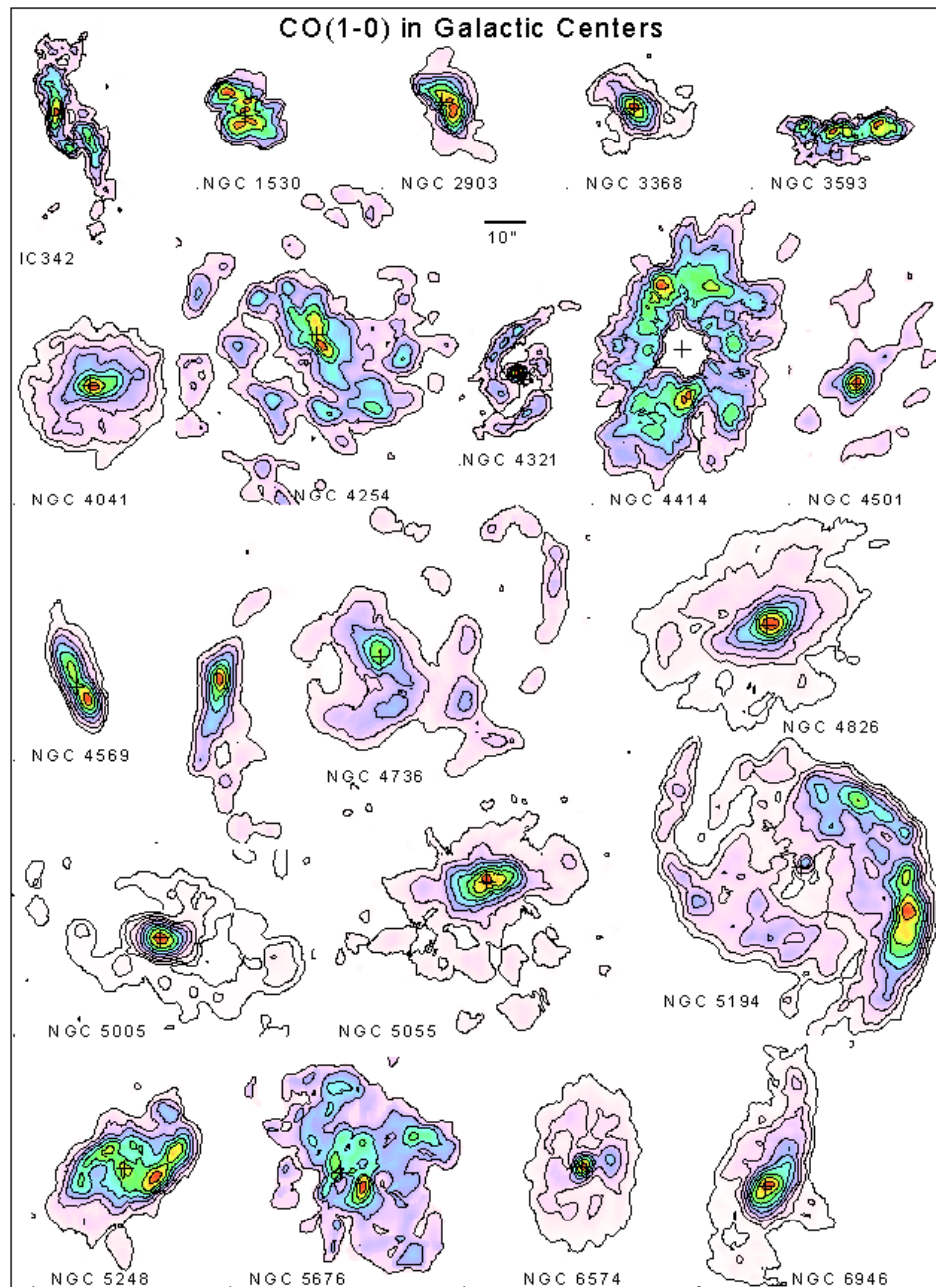 CO(1-0) in Galactic Centers
NGC 1530
NGC 2903
NGC 3368
NGC 3593
10"
IC342
NGC 4041
NGC 4254
NGC 4321
NGC 4414
NGC 4501
NGC 4569
NGC 4736
NGC 4826
NGC 5005
NGC 5055
NGC 5194
NGC 5248
NGC 5676
NGC 6574
NGC 6946